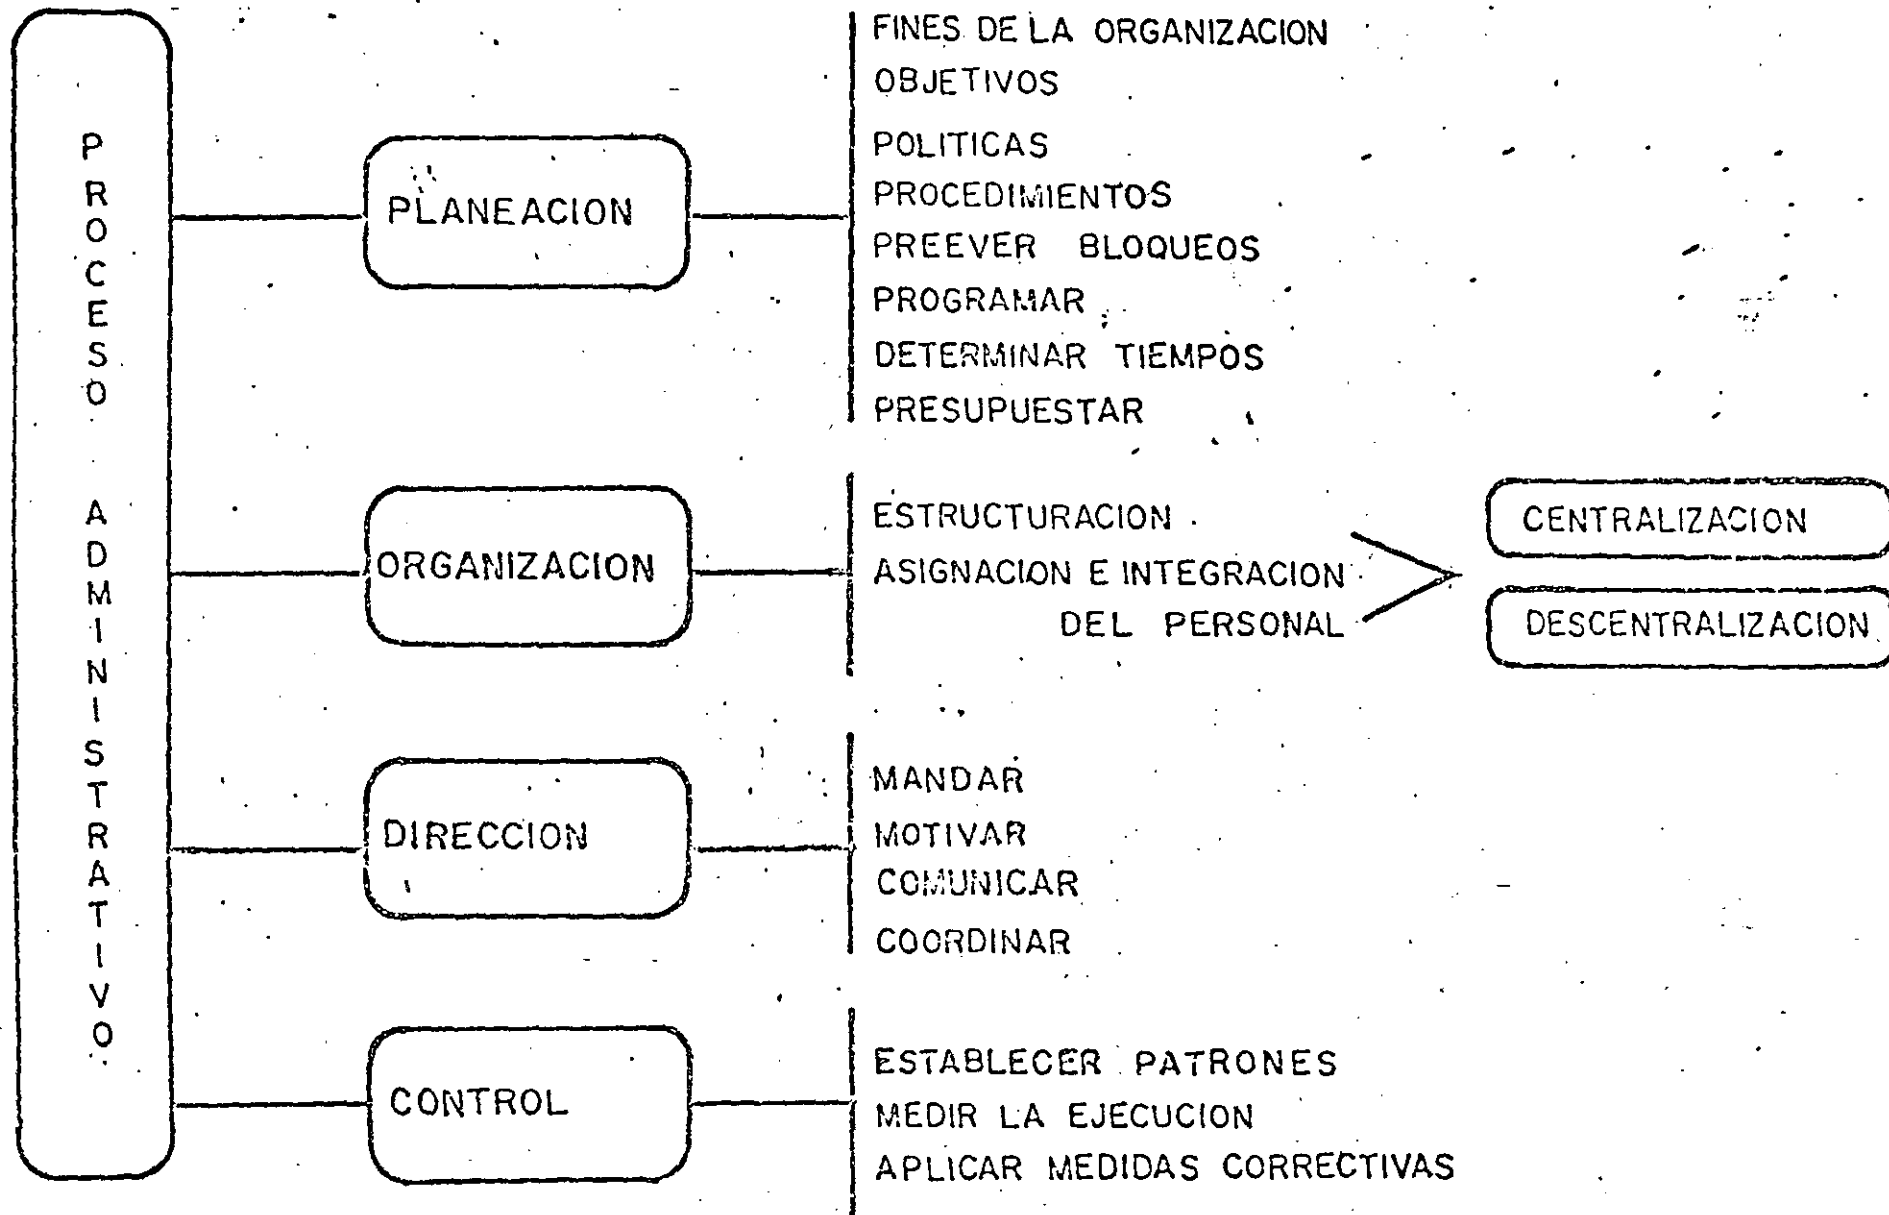 PROCESO ADMINISTRATIVO
PLANEACION
FINES DE LA ORGANIZACION
OBJETIVOS
POLITICAS
PROCEDIMIENTOS
PREEVER BLOQUEOS
PROGRAMAR
DETERMINAR TIEMPOS
PRESUPUESTAR
ORGANIZACION
ESTRUCTURACION
ASIGNACION E INTEGRACION
DEL PERSONAL
CENTRALIZACION
DESCENTRALIZACION
DIRECCION
MANDAR
MOTIVAR
COMUNICAR
COORDINAR
CONTROL
ESTABLECER PATRONES
MEDIR LA EJECUCION
APLICAR MEDIDAS CORRECTIVAS